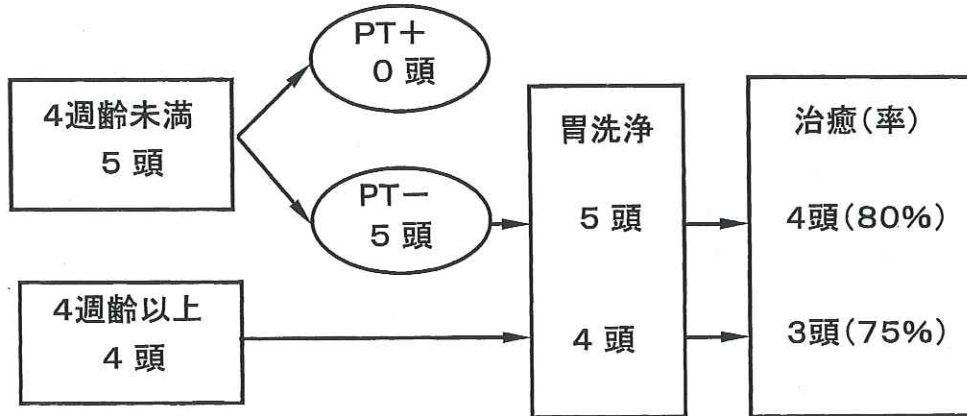 PT＋
0 頭
4週齢未満
5 頭
PT－
5 頭
4週齢以上
4 頭
胃洗浄
5 頭
4 頭
治癒(率)
4頭(80%)
3頭(75%)